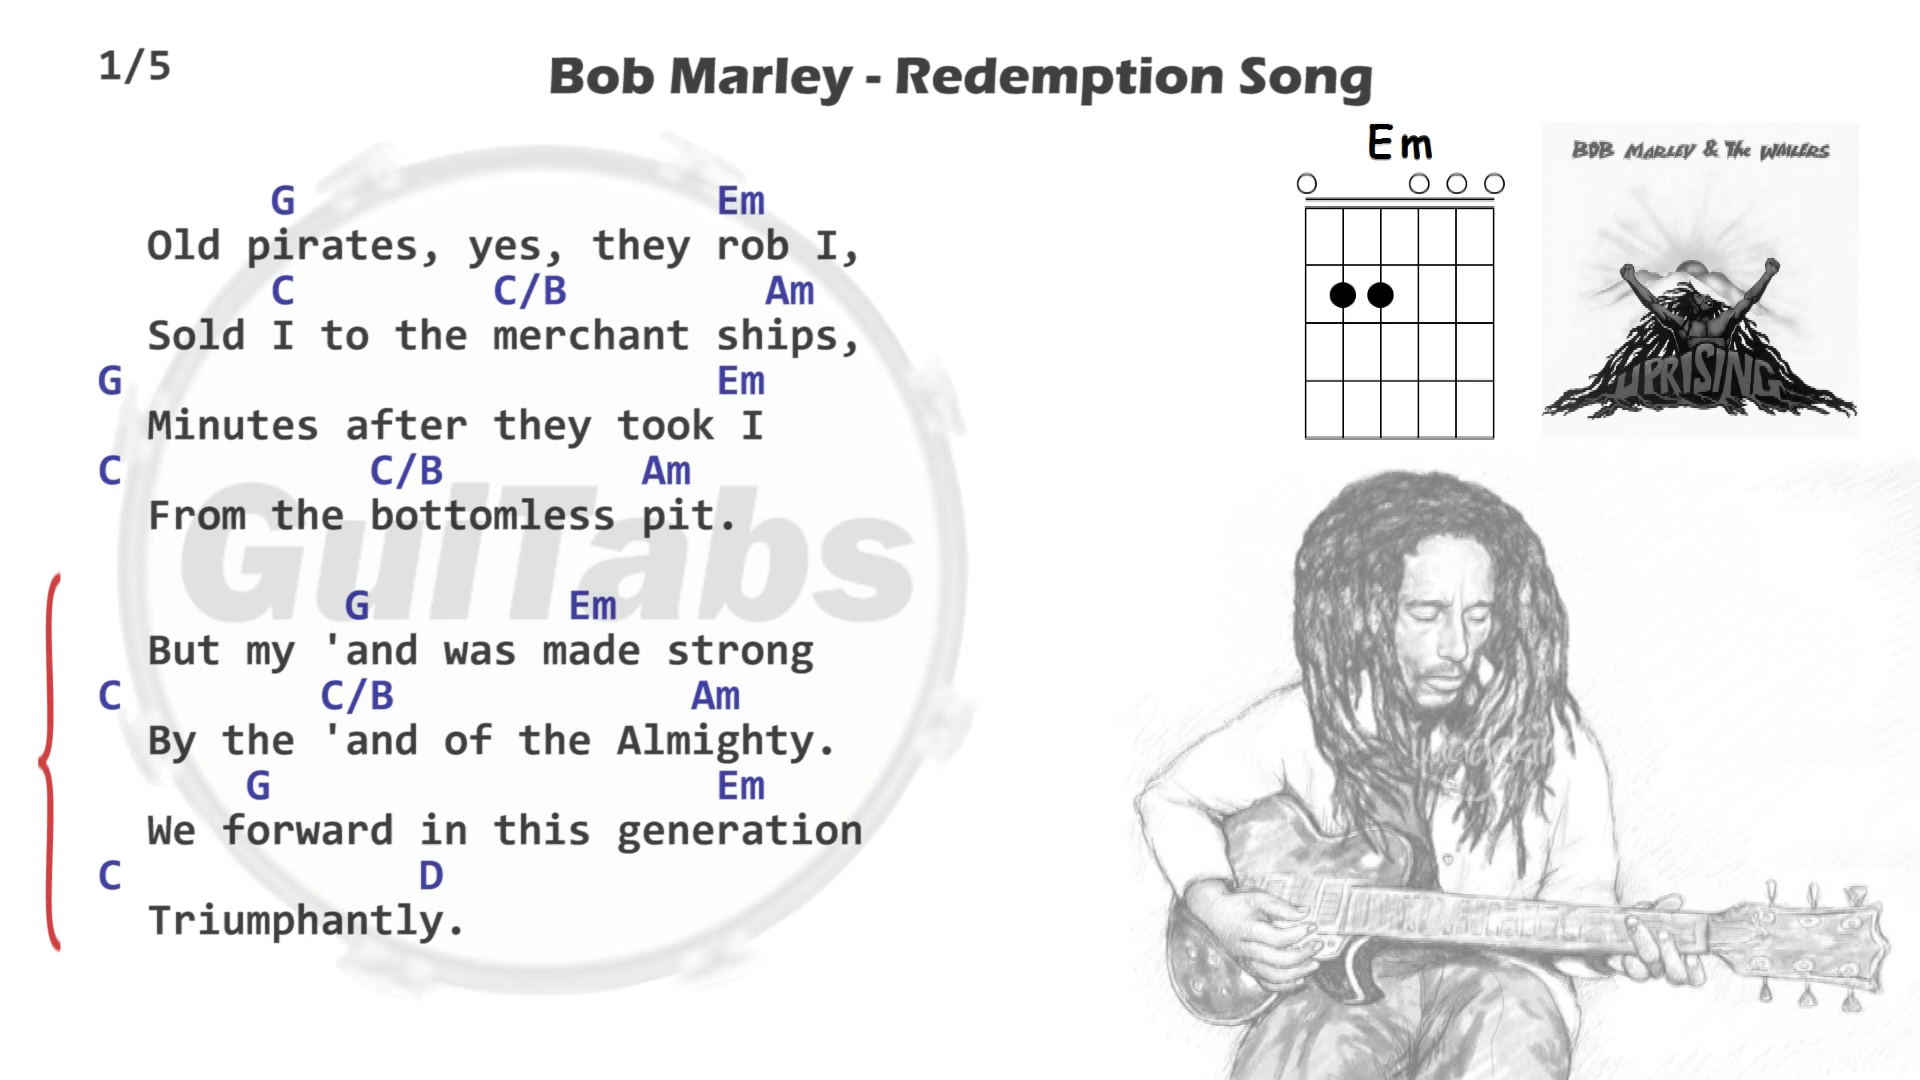 1/5
Bob Marley - Redemption Song
Em
BOB MARLEY & The WAILERS
UPRISING
G Em
Old pirates, yes, they rob I,
C C/B Am
Sold I to the merchant ships,
G Em
Minutes after they took I
C C/B Am
From the bottomless pit.
G Em
But my 'and was made strong
C C/B Am
By the 'and of the Almighty.
G Em
We forward in this generation
C D
Triumphantly.
GuiTabs